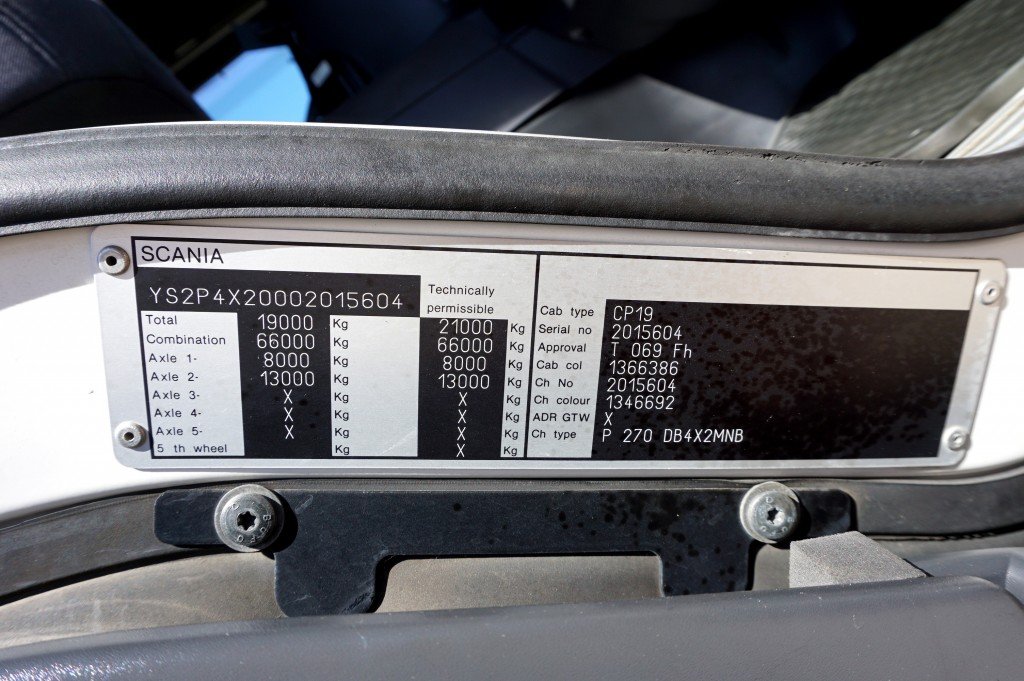 SCANIA
YS2P4X20002015604
Technically
permissible
Total 19000 Kg 21000 Kg
Combination 66000 Kg 66000 Kg
Axle 1- 8000 Kg 8000 Kg
Axle 2- 13000 Kg 13000 Kg
Axle 3- X Kg X Kg
Axle 4- X Kg X Kg
Axle 5- X Kg X Kg
5 th wheel Kg X Kg
Cab type CP19
Serial no 2015604
Approval T 069 Fh
Cab col 1366386
Ch No 2015604
Ch colour 1346692
ADR GTW X
Ch type P 270 DB4X2MNB